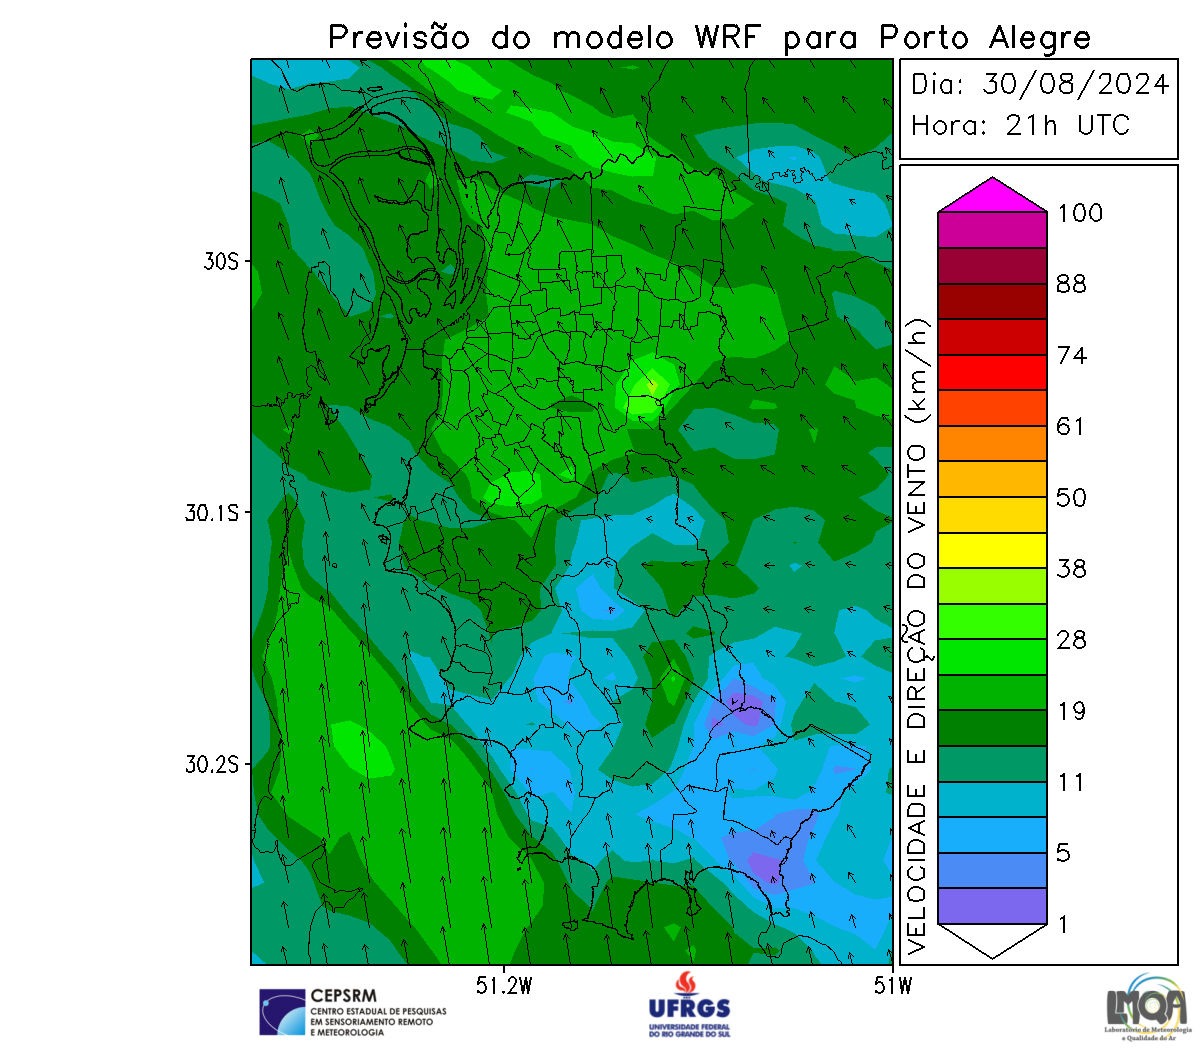 Previsão do modelo WRF para Porto Alegre
Dia: 30/08/2024
Hora: 21h UTC
VELOCIDADE E DIREÇÃO DO VENTO (km/h)
100
88
74
61
50
38
28
19
11
5
1
30S
30.1S
30.2S
51.2W
51W
CEPSRM
CENTRO ESTADUAL DE PESQUISAS
EM SENSORIAMENTO REMOTO
E METEOROLOGIA
UFRGS
UNIVERSIDADE FEDERAL
DO RIO GRANDE DO SUL
LMQA
Laboratório de Meteorologia
e Qualidade do Ar